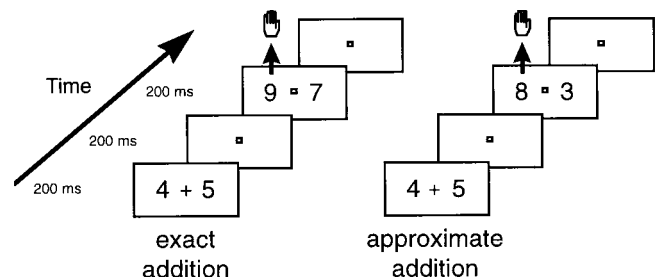 Time
200 ms
200 ms
200 ms
9 7
4 + 5
exact
addition
8 3
4 + 5
approximate
addition